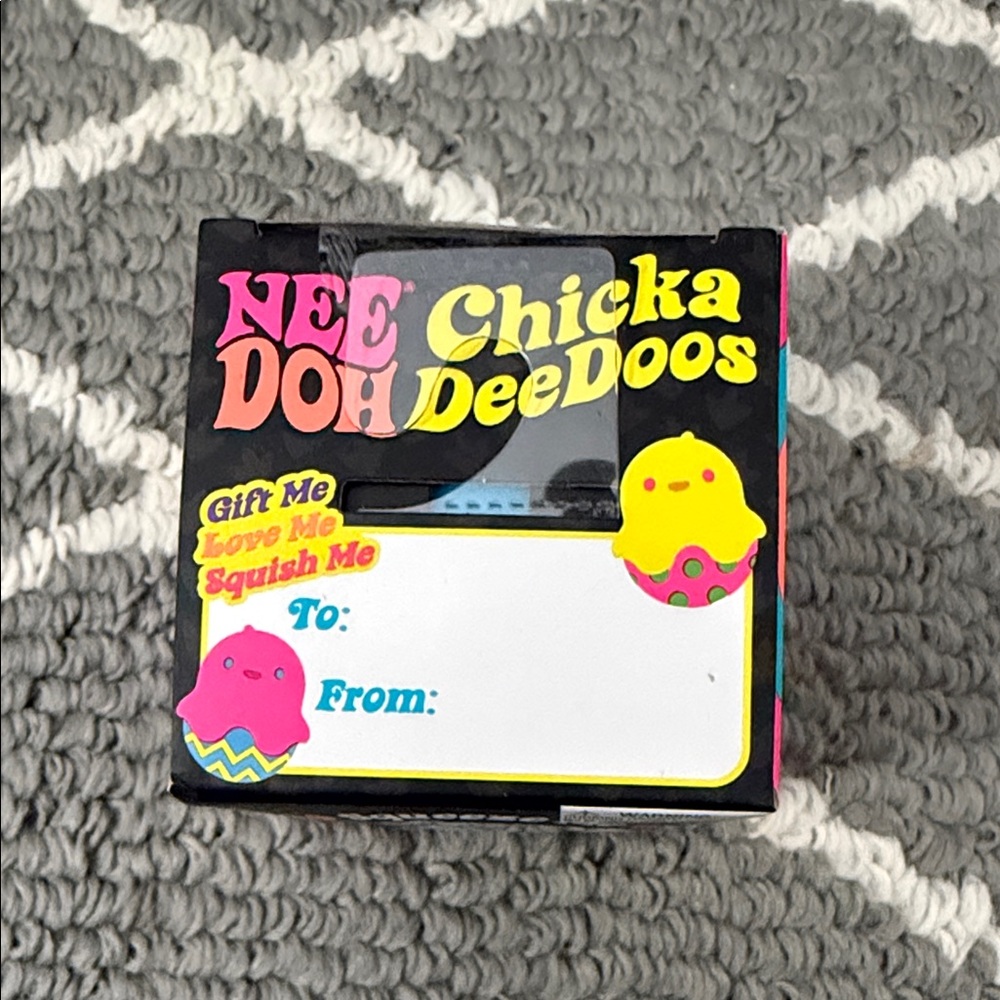 NEE Chicka
DOH DeeDoos
Gift Me
Love Me
Squish Me
To:
From: